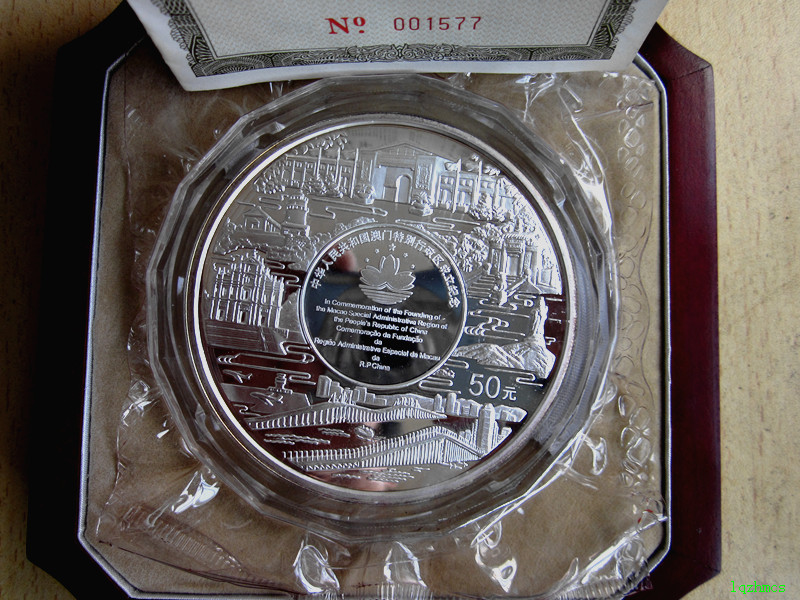 Nº 001577
中华人民共和国澳门特别行政区成立纪念
In Commemoration of the Founding of
the Macao Special Administrative Region of
the People's Republic of China
Comemoração da Fundação
da
Região Administrativa Especial de Macau
da
R.P.China
50元